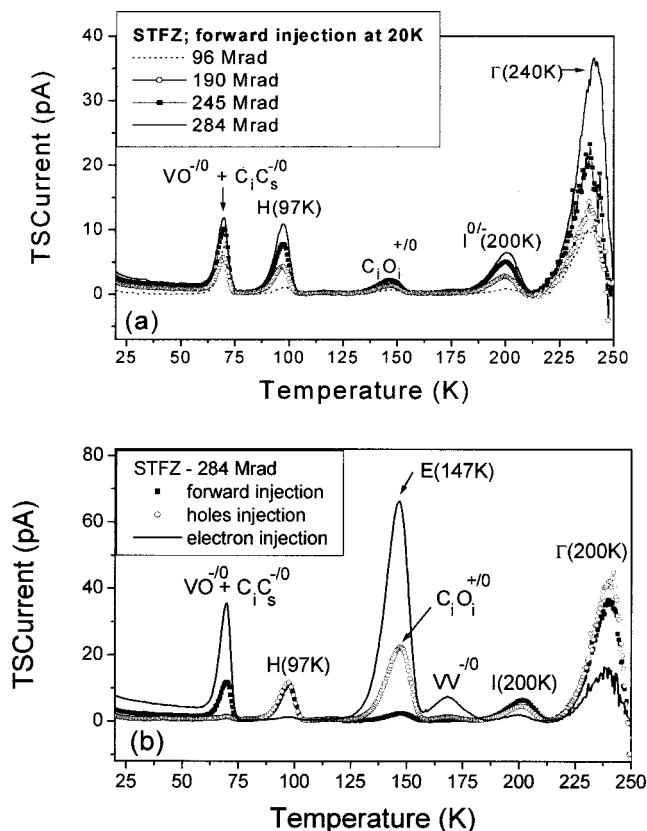 STFZ; forward injection at 20K
96 Mrad
190 Mrad
245 Mrad
284 Mrad
Γ(240K)
VO-/0 + CiCs-/0
H(97K)
CiOi+/0
I0/-(200K)
TSCurrent (pA)
40
30
20
10
0
(a)
25 50 75 100 125 150 175 200 225 250
Temperature (K)
STFZ - 284 Mrad
forward injection
holes injection
electron injection
E(147K)
Γ(200K)
VO-/0 + CiCs-/0
CiOi+/0
H(97K)
VV-/0
I(200K)
TSCurrent (pA)
80
60
40
20
0
(b)
25 50 75 100 125 150 175 200 225 250
Temperature (K)